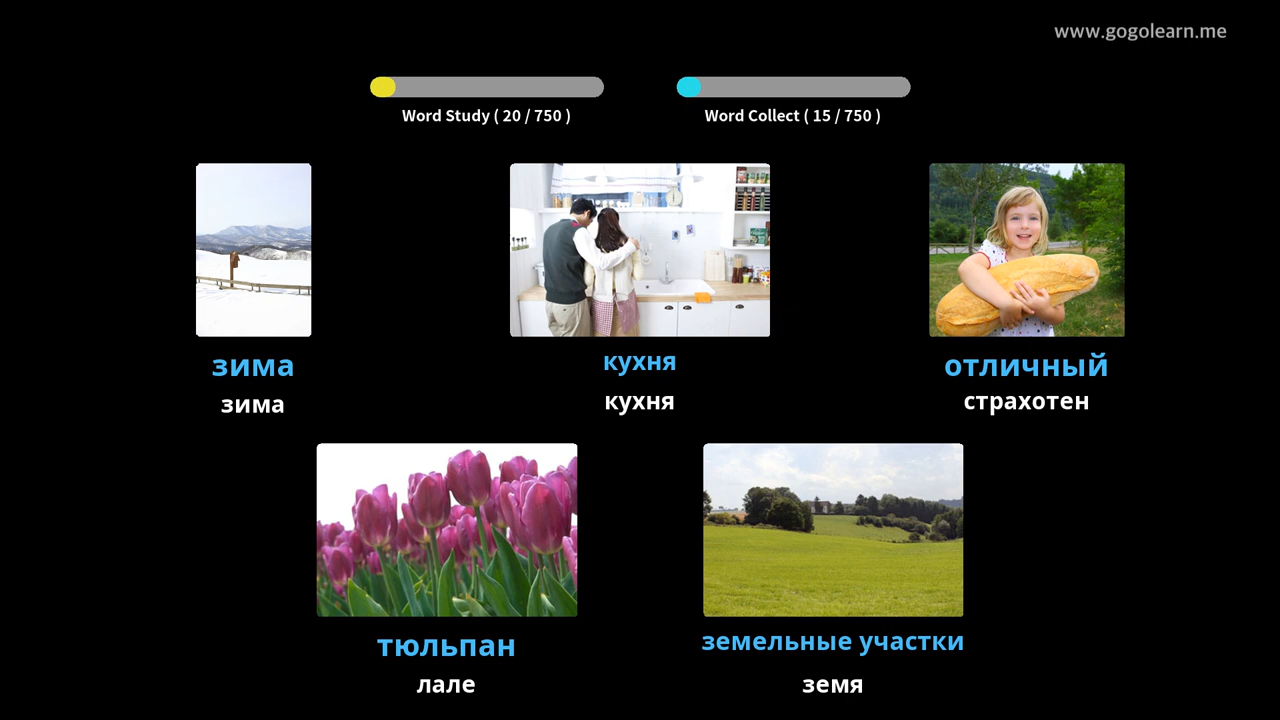 www.gogolearn.me
Word Study ( 20 / 750 )
Word Collect ( 15 / 750 )
зима
зима
кухня
кухня
отличный
страхотен
тюльпан
лале
земельные участки
земя